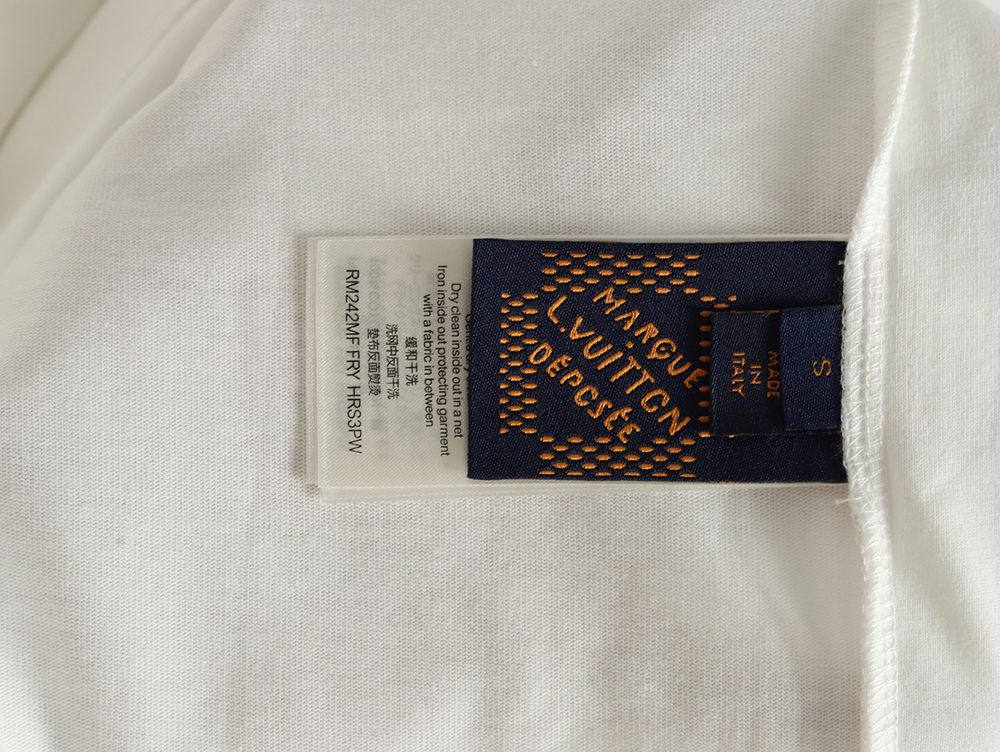 S
MADE
IN
ITALY
MARQUE
L.VUITTON
DEPOSÉE
Dry clean inside out in a net
Iron inside out protecting garment
with a fabric in between
缓和干洗
洗网中反面干洗
垫布反面熨烫
RM242MF FRY HRS3PW